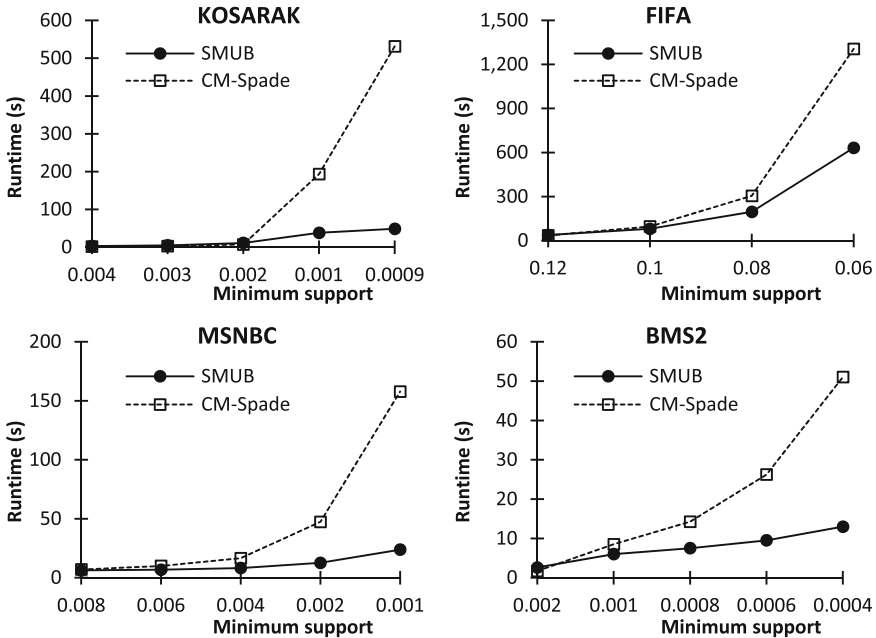 KOSARAK
600
500
400
300
200
100
0
Runtime (s)
SMUB
CM-Spade
0.004 0.003 0.002 0.001 0.0009
Minimum support
FIFA
1,500
1,200
900
600
300
0
Runtime (s)
SMUB
CM-Spade
0.12 0.1 0.08 0.06
Minimum support
MSNBC
200
150
100
50
0
Runtime (s)
SMUB
CM-Spade
0.008 0.006 0.004 0.002 0.001
Minimum support
BMS2
60
50
40
30
20
10
0
Runtime (s)
SMUB
CM-Spade
0.002 0.001 0.0008 0.0006 0.0004
Minimum support